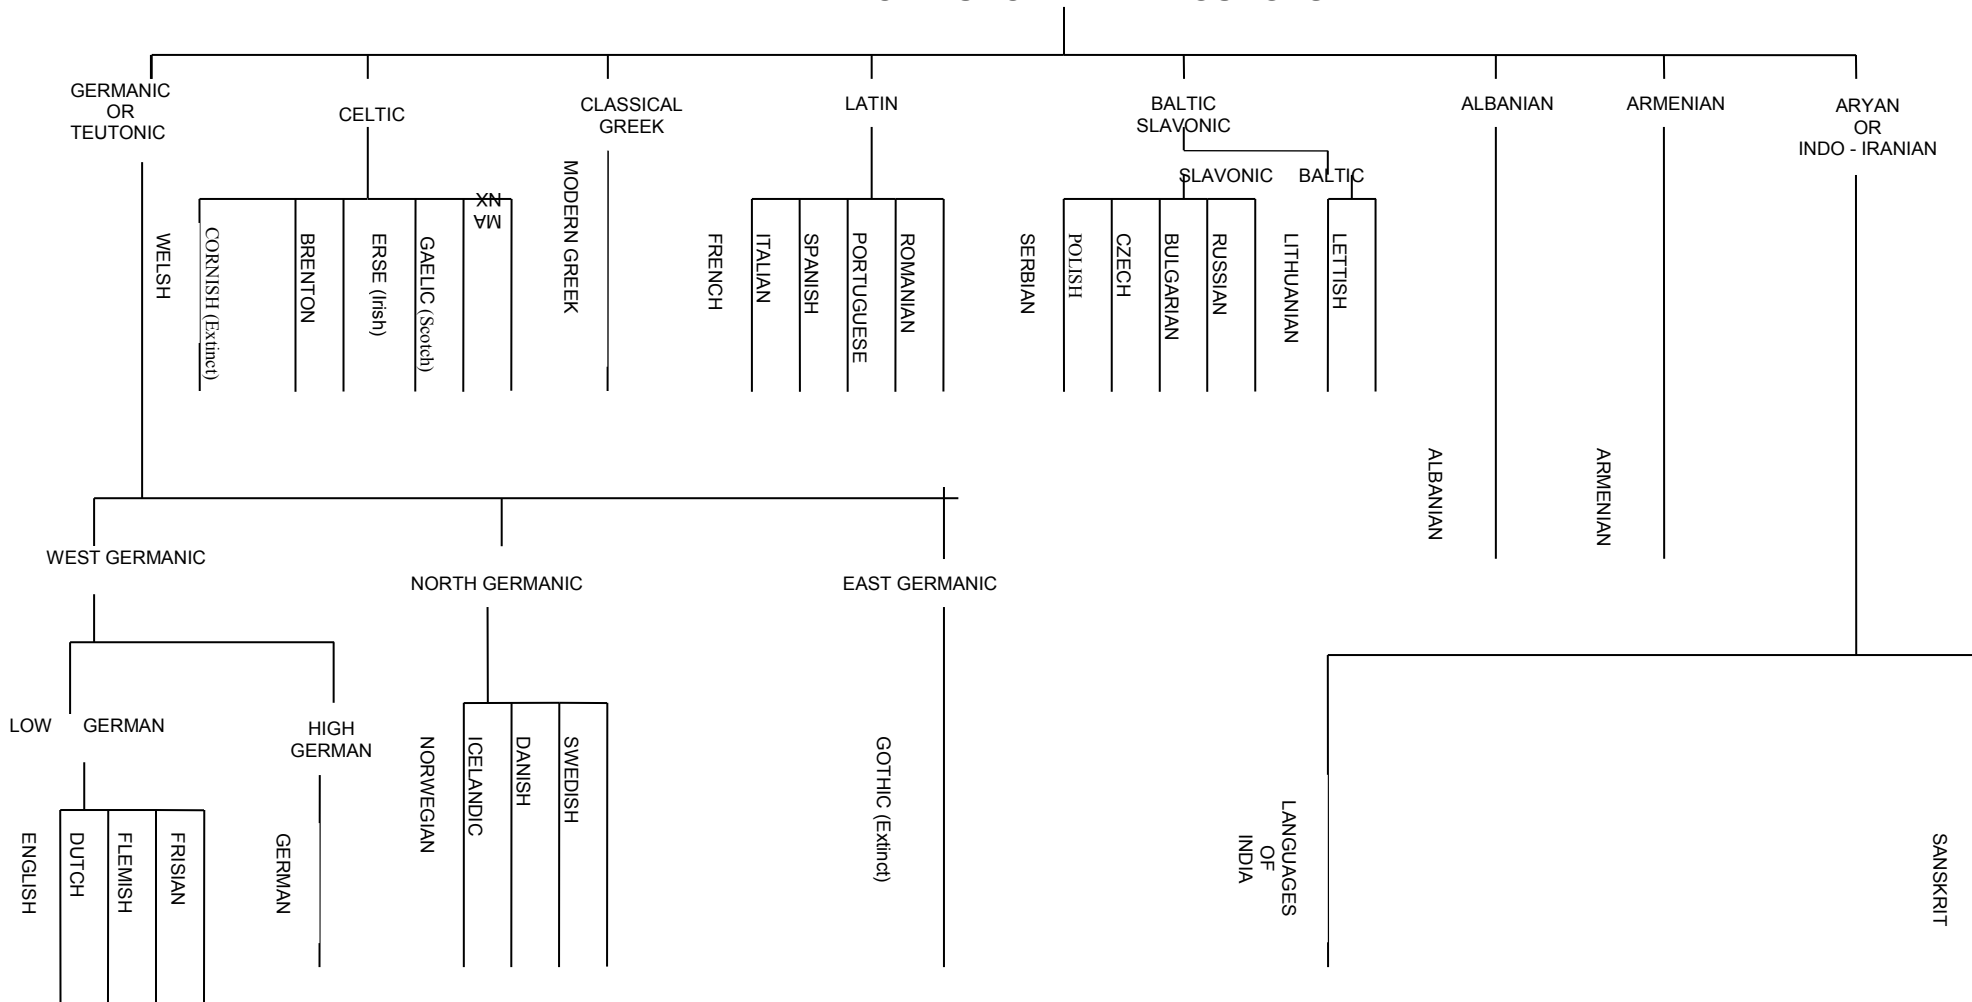 GERMANIC
OR
TEUTONIC
CELTIC
CLASSICAL
GREEK
LATIN
BALTIC
SLAVONIC
ALBANIAN
ARMENIAN
ARYAN
OR
INDO - IRANIAN
SLAVONIC
BALTIC
WELSH
CORNISH (Extinct)
BRENTON
ERSE (Irish)
GAELIC (Scotch)
MA
NX
MODERN GREEK
FRENCH
ITALIAN
SPANISH
PORTUGUESE
ROMANIAN
SERBIAN
POLISH
CZECH
BULGARIAN
RUSSIAN
LITHUANIAN
LETTISH
ALBANIAN
ARMENIAN
WEST GERMANIC
NORTH GERMANIC
EAST GERMANIC
LOW GERMAN
HIGH
GERMAN
ENGLISH
DUTCH
FLEMISH
FRISIAN
GERMAN
NORWEGIAN
ICELANDIC
DANISH
SWEDISH
GOTHIC (Extinct)
LANGUAGES
OF
INDIA
SANSKRIT